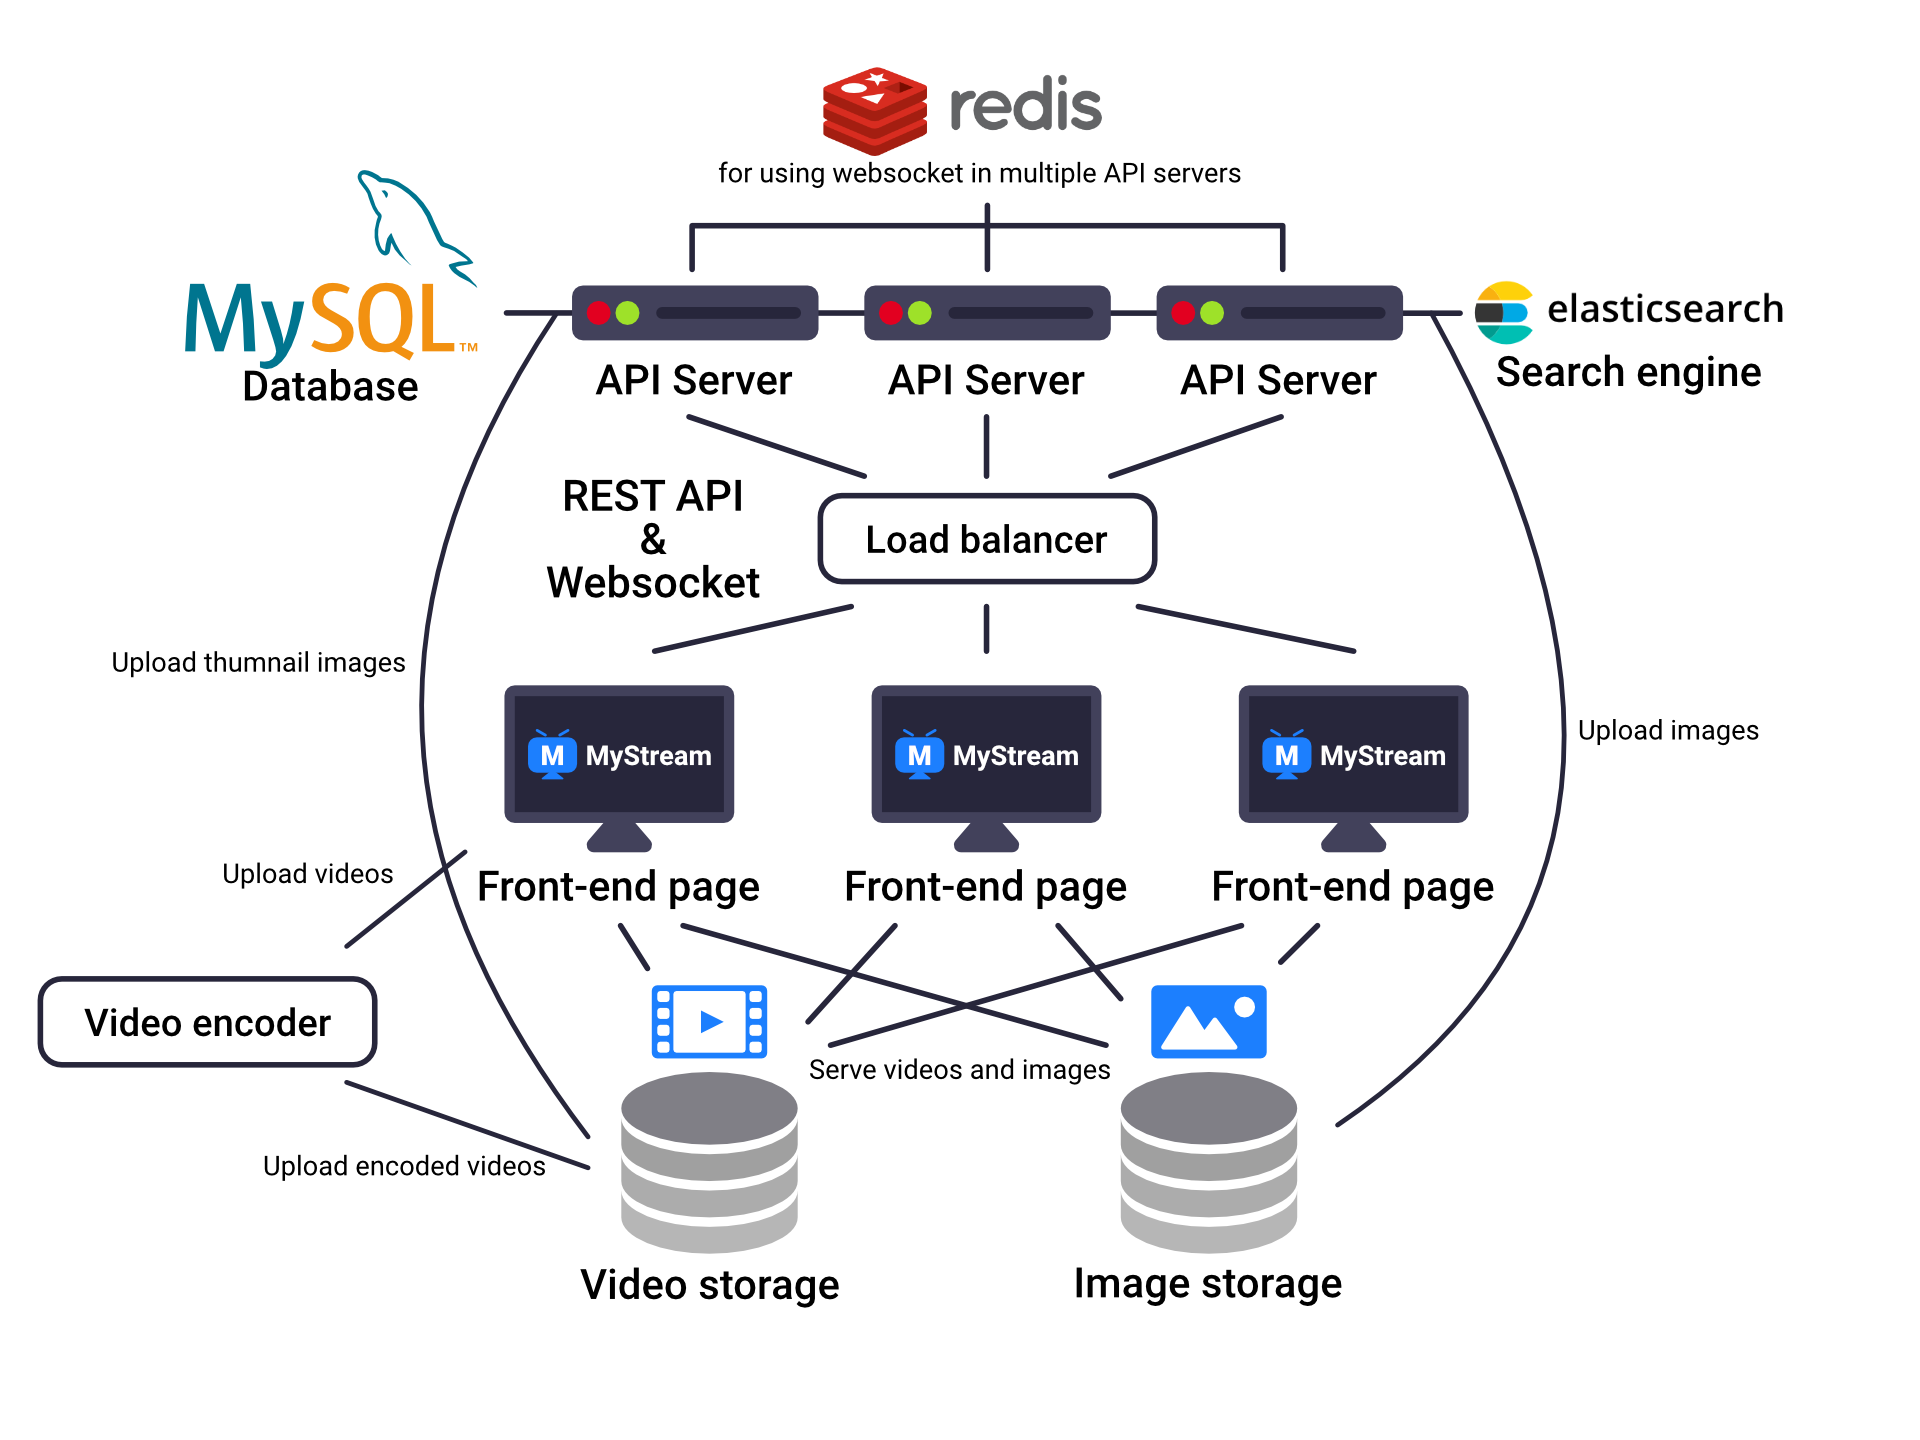 redis
for using websocket in multiple API servers
MySQL™
Database
elasticsearch
Search engine
API Server
API Server
API Server
REST API
&
Websocket
Load balancer
Upload thumnail images
Upload images
M MyStream
M MyStream
M MyStream
Upload videos
Front-end page
Front-end page
Front-end page
Video encoder
Serve videos and images
Upload encoded videos
Video storage
Image storage